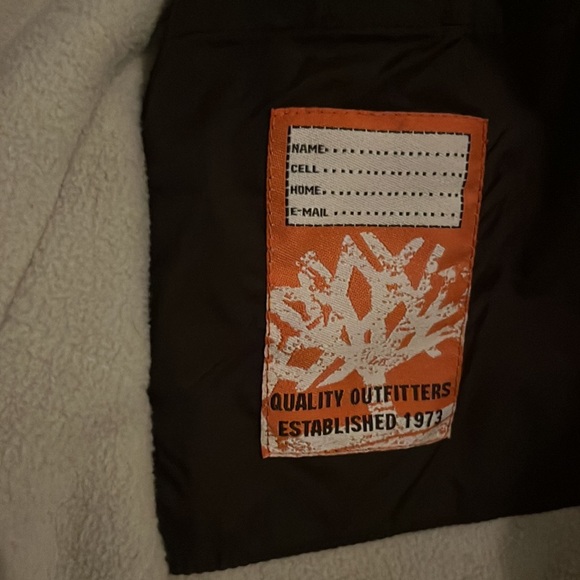 NAME..................
CELL..................
HOME..................
E-MAIL................
QUALITY OUTFITTERS
ESTABLISHED 1973